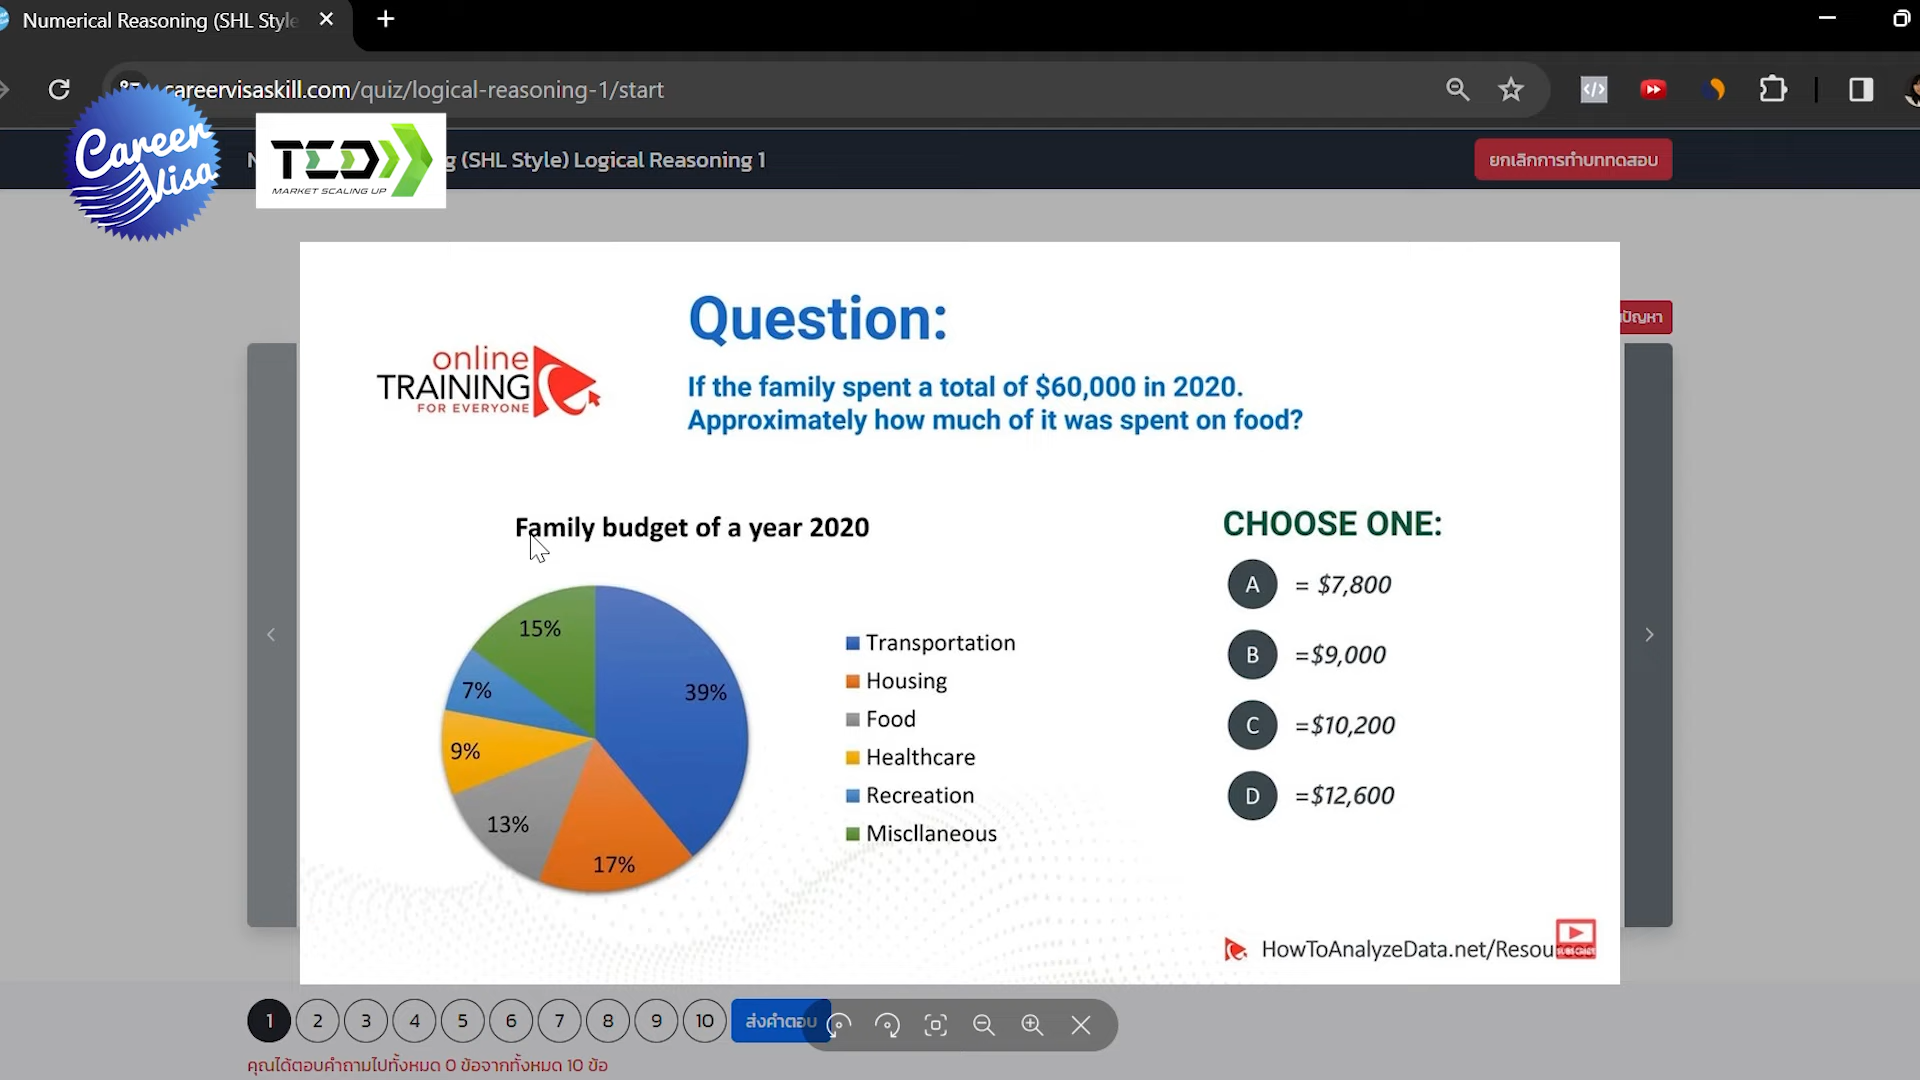 Numerical Reasoning (SHL Style
careervisaskill.com/quiz/logical-reasoning-1/start
Career Visa
TCD
MARKET SCALING UP
(SHL Style) Logical Reasoning 1
ยกเลิกการทำบททดสอบ
ปัญหา
online
TRAINING
FOR EVERYONE
Question:
If the family spent a total of $60,000 in 2020.
Approximately how much of it was spent on food?
Family budget of a year 2020
15%
7%
9%
13%
17%
39%
Transportation
Housing
Food
Healthcare
Recreation
Miscllaneous
CHOOSE ONE:
A = $7,800
B =$9,000
C =$10,200
D =$12,600
HowToAnalyzeData.net/Resou
1 2 3 4 5 6 7 8 9 10 ส่งคำตอบ
คุณได้ตอบคำถามไปทั้งหมด 0 ข้อจากทั้งหมด 10 ข้อ